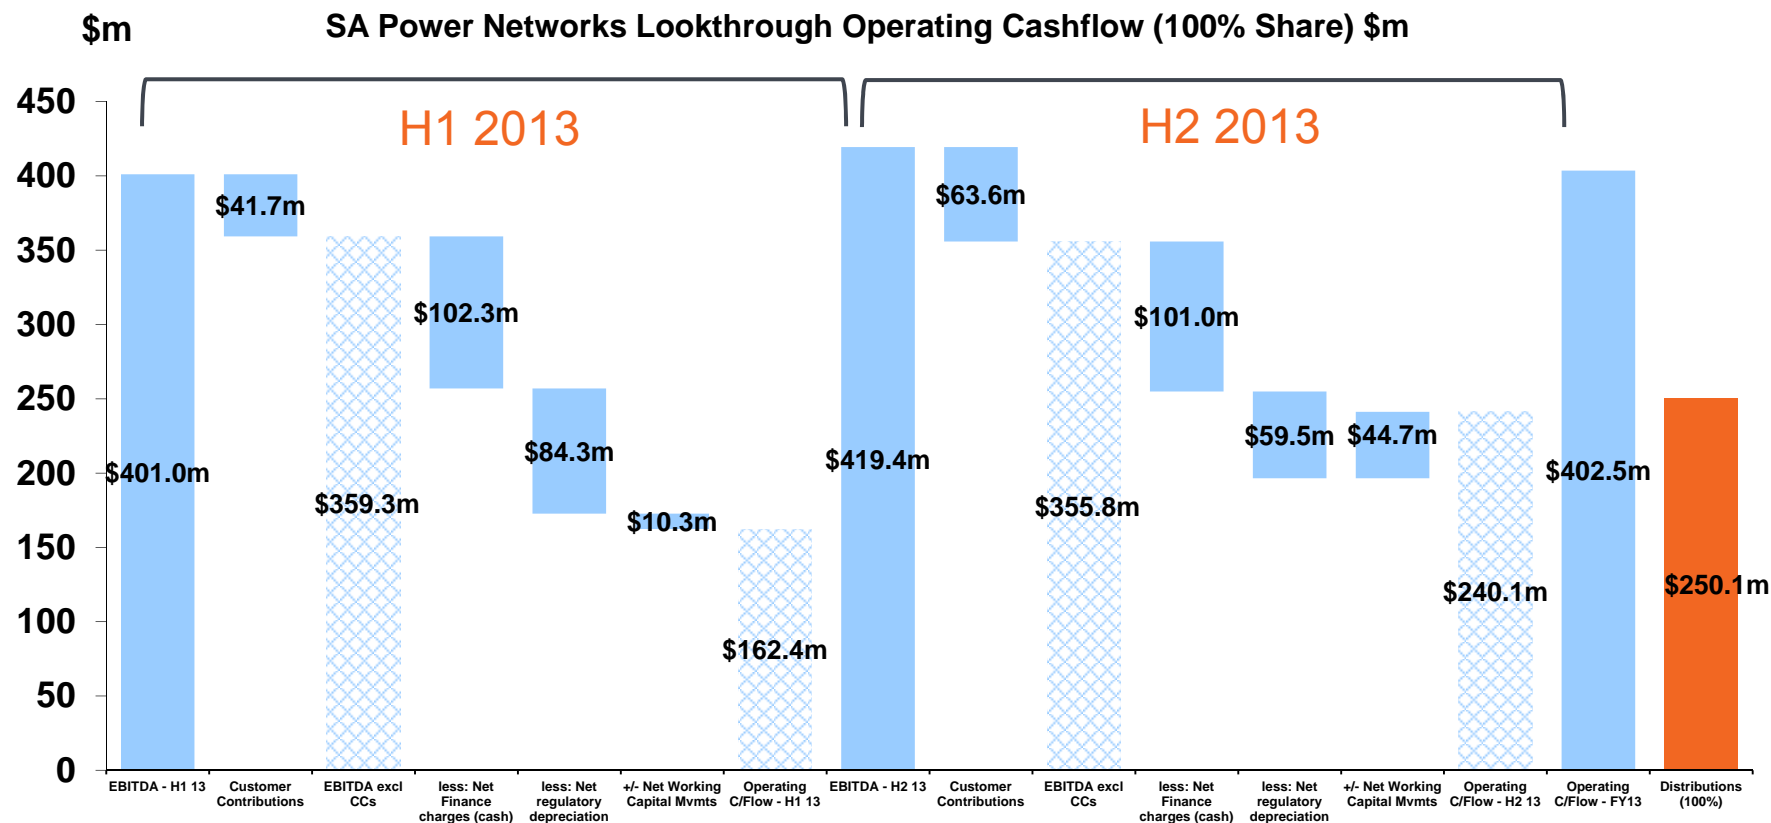 $m
SA Power Networks Lookthrough Operating Cashflow (100% Share) $m
H1 2013
H2 2013
450
400
350
300
250
200
150
100
50
0
$401.0m
$41.7m
$359.3m
$102.3m
$84.3m
$10.3m
$162.4m
$419.4m
$63.6m
$355.8m
$101.0m
$59.5m
$44.7m
$240.1m
$402.5m
$250.1m
EBITDA - H1 13
Customer
Contributions
EBITDA excl
CCs
less: Net
Finance
charges (cash)
less: Net
regulatory
depreciation
+/- Net Working
Capital Mvmts
Operating
C/Flow - H1 13
EBITDA - H2 13
Customer
Contributions
EBITDA excl
CCs
less: Net
Finance
charges (cash)
less: Net
regulatory
depreciation
+/- Net Working
Capital Mvmts
Operating
C/Flow - H2 13
Operating
C/Flow - FY13
Distributions
(100%)